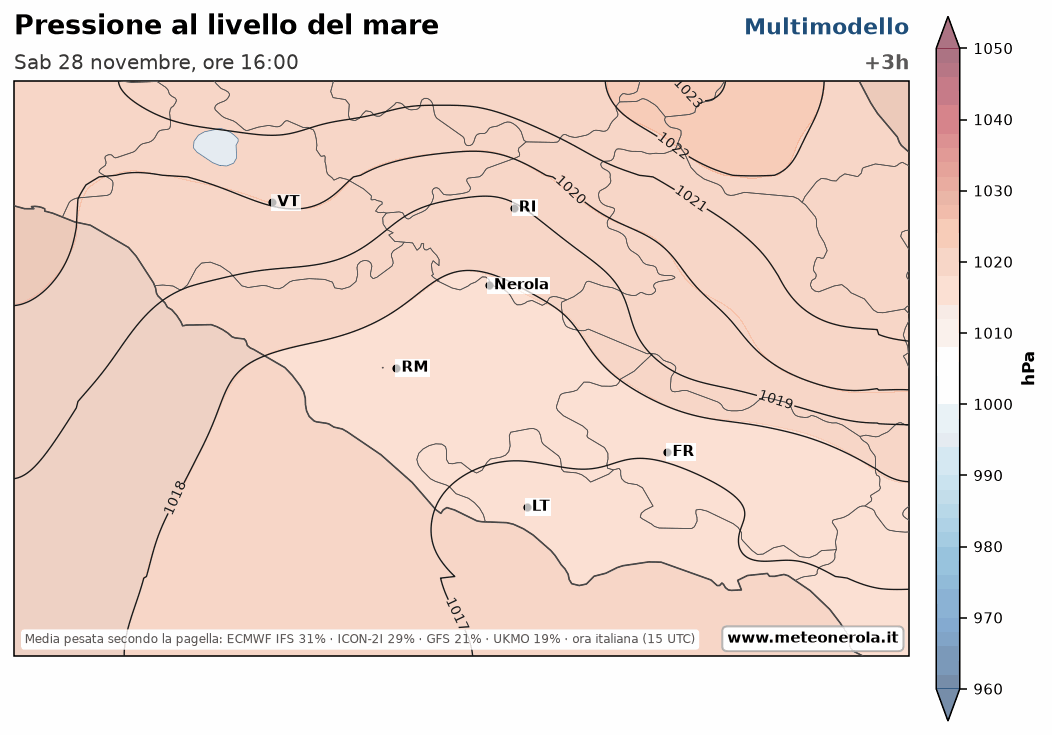 Pressione al livello del mare
Multimodello
Sab 28 novembre, ore 16:00
+3h
1023
1022
1020
1021
VT
RI
Nerola
RM
1019
FR
1018
LT
1017
Media pesata secondo la pagella: ECMWF IFS 31% · ICON-2I 29% · GFS 21% · UKMO 19% · ora italiana (15 UTC)
www.meteonerola.it
1050
1040
1030
1020
1010
1000
990
980
970
960
hPa